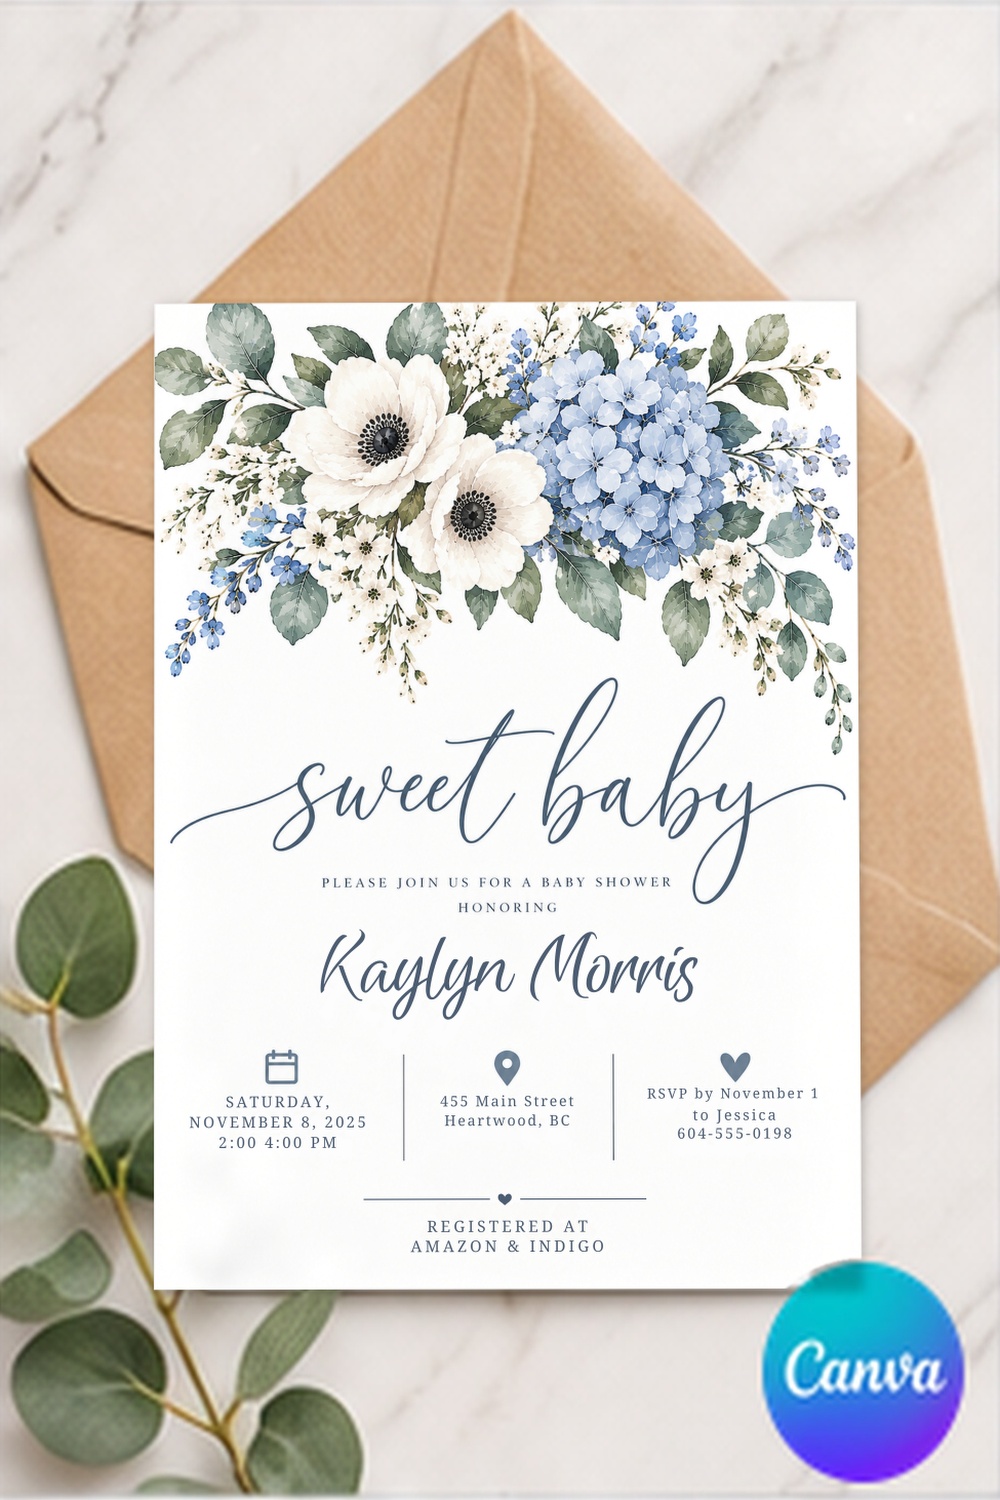 sweet baby
PLEASE JOIN US FOR A BABY SHOWER
HONORING
Kaylyn Morris
SATURDAY,
NOVEMBER 8, 2025
2:00 4:00 PM
455 Main Street
Heartwood, BC
RSVP by November 1
to Jessica
604-555-0198
REGISTERED AT
AMAZON & INDIGO
Canva